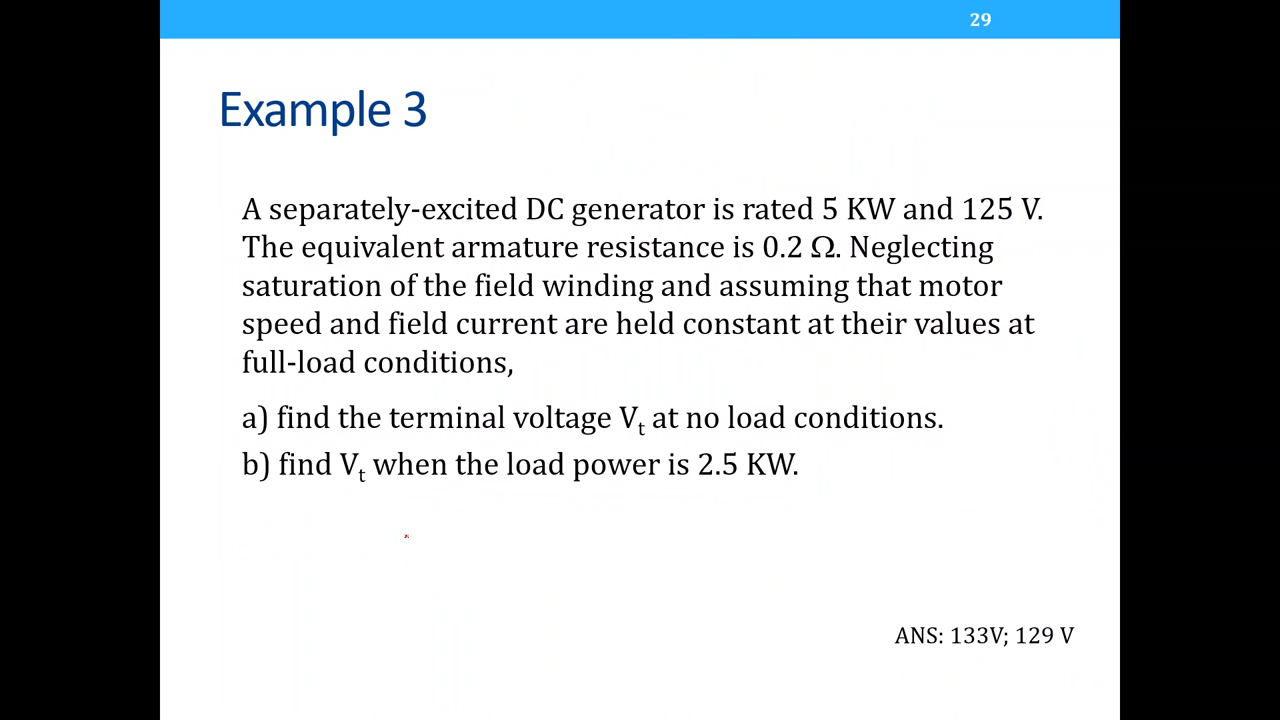 29
Example 3
A separately-excited DC generator is rated 5 KW and 125 V.
The equivalent armature resistance is 0.2 Ω. Neglecting
saturation of the field winding and assuming that motor
speed and field current are held constant at their values at
full-load conditions,
a) find the terminal voltage Vt at no load conditions.
b) find Vt when the load power is 2.5 KW.
ANS: 133V; 129 V